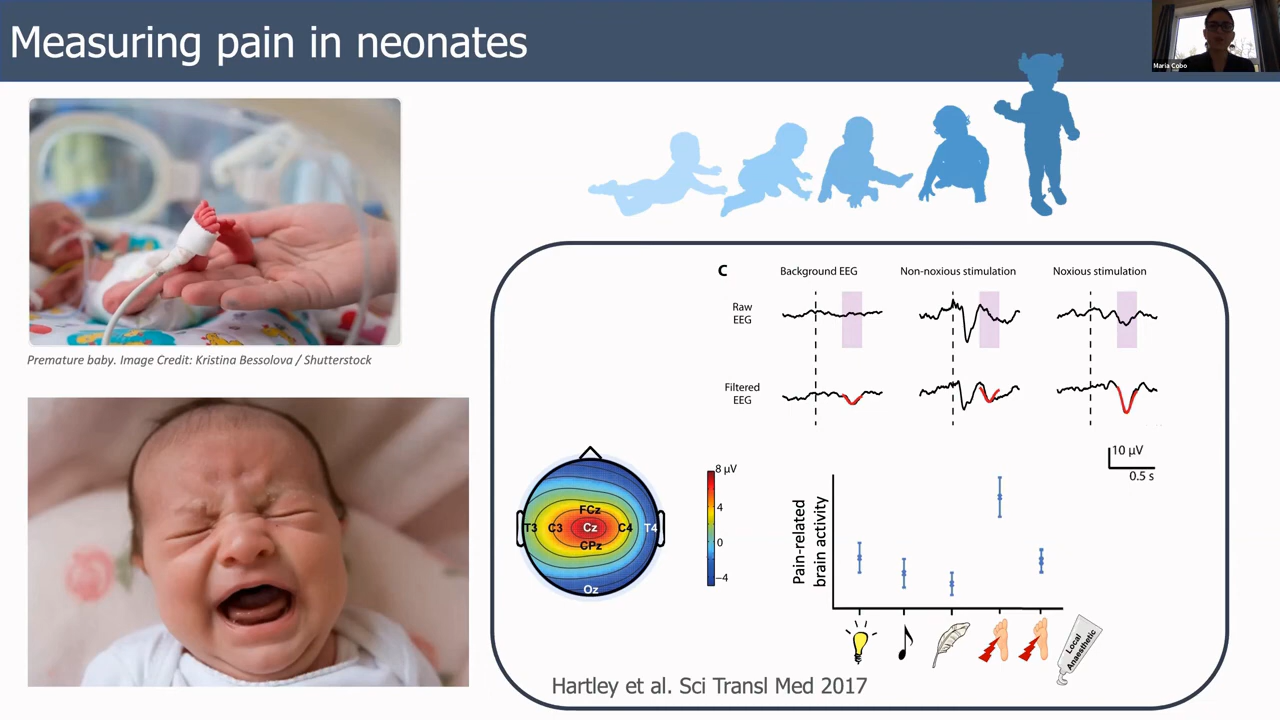 Measuring pain in neonates
Maria Cobo
Premature baby. Image Credit: Kristina Bessolova / Shutterstock
C
Background EEG
Non-noxious stimulation
Noxious stimulation
Raw
EEG
Filtered
EEG
10 µV
0.5 s
8 µV
4
0
−4
FCz
T3
C3
Cz
C4
T4
CPz
Oz
Pain-related
brain activity
Local
Anaesthetic
Hartley et al. Sci Transl Med 2017